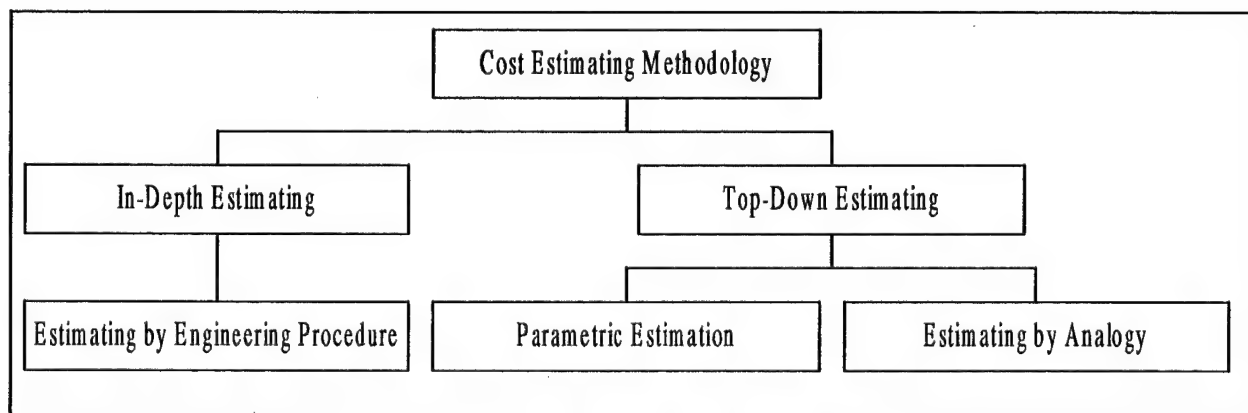 Cost Estimating Methodology
In-Depth Estimating
Top-Down Estimating
Estimating by Engineering Procedure
Parametric Estimation
Estimating by Analogy